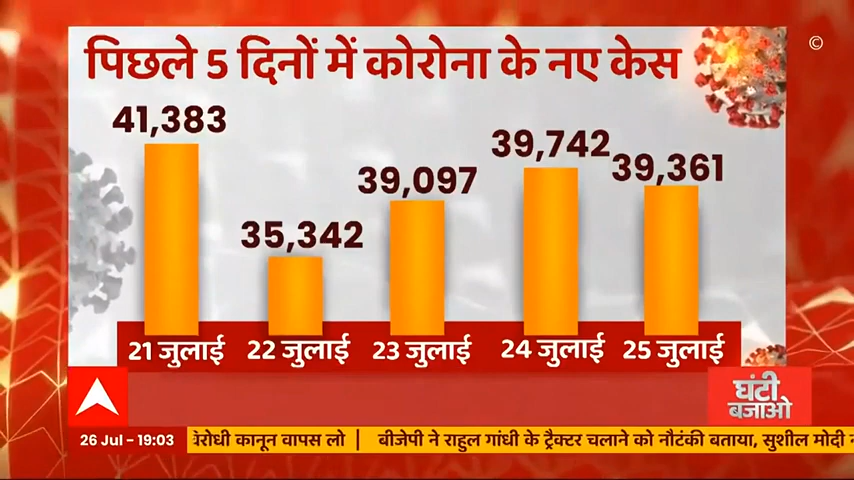 पिछले 5 दिनों में कोरोना के नए केस
©
41,383
35,342
39,097
39,742
39,361
21 जुलाई
22 जुलाई
23 जुलाई
24 जुलाई
25 जुलाई
घंटी
बजाओ
26 Jul - 19:03
कानून वापस लो | बीजेपी ने राहुल गांधी के ट्रैक्टर चलाने को नौटंकी बताया, सुशील मोदी